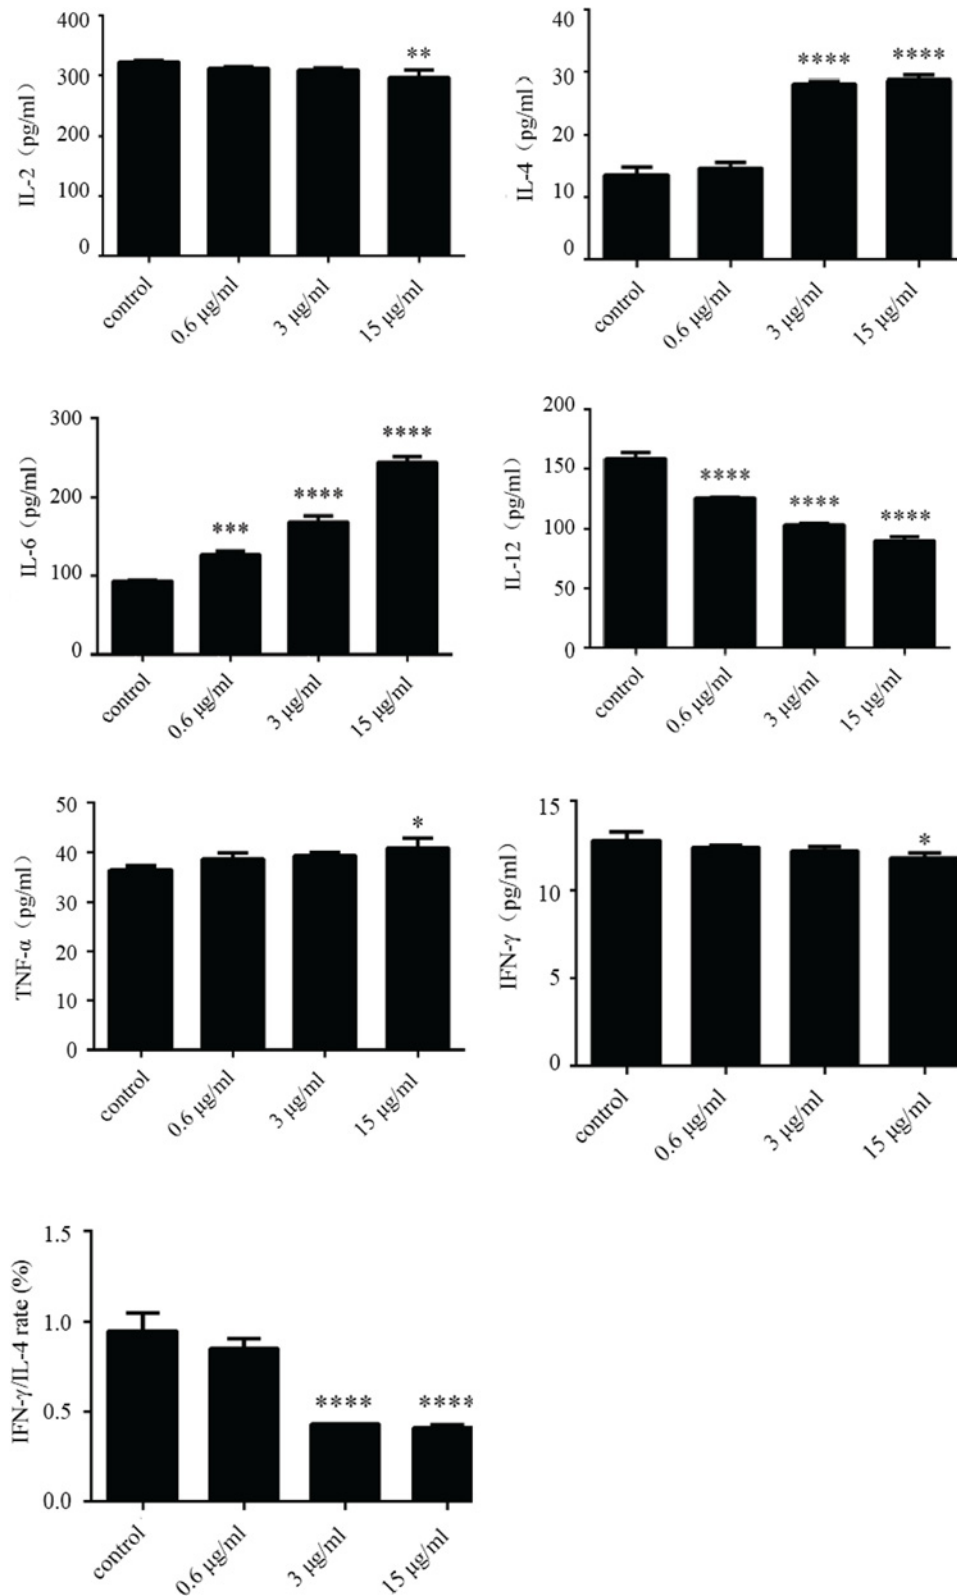 400
300
200
100
0
IL-2（pg/ml）
**
control
0.6 μg/ml
3 μg/ml
15 μg/ml
40
30
20
10
0
IL-4（pg/ml）
****
****
control
0.6 μg/ml
3 μg/ml
15 μg/ml
300
200
100
0
IL-6（pg/ml）
***
****
****
control
0.6 μg/ml
3 μg/ml
15 μg/ml
200
150
100
50
0
IL-12（pg/ml）
****
****
****
control
0.6 μg/ml
3 μg/ml
15 μg/ml
50
40
30
20
10
0
TNF-α（pg/ml）
*
control
0.6 μg/ml
3 μg/ml
15 μg/ml
15
10
5
0
IFN-γ（pg/ml）
*
control
0.6 μg/ml
3 μg/ml
15 μg/ml
1.5
1.0
0.5
0.0
IFN-γ/IL-4 rate (%)
****
****
control
0.6 μg/ml
3 μg/ml
15 μg/ml